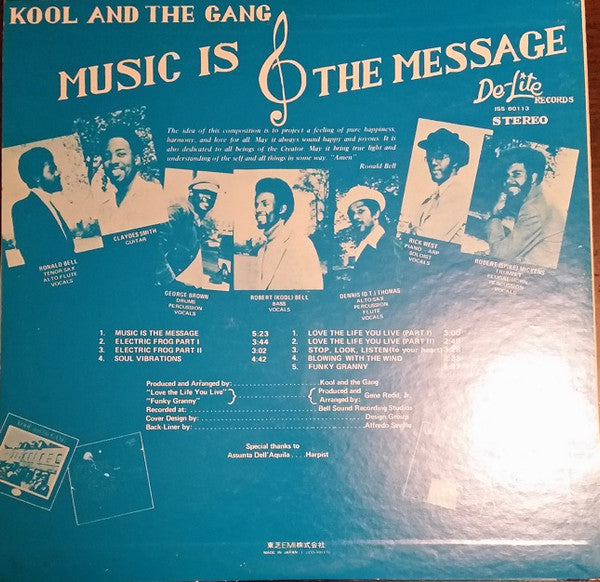 KOOL AND THE GANG
MUSIC IS THE MESSAGE
De-Lite
RECORDS
ISS 60113
STEREO
The idea of this composition is to project a feeling of pure happiness,
harmony, and love for all. May it always sound happy and joyous. It is
also dedicated to all beings of the Creator. May it bring true light and
understanding of the self and all things in some way. "Amen"
Ronald Bell
RONALD BELL
TENOR SAX
ALTO FLUTE
VOCALS
CLAYDES SMITH
GUITAR
GEORGE BROWN
DRUMS
PERCUSSION
VOCALS
ROBERT (KOOL) BELL
BASS
VOCALS
DENNIS (D.T.) THOMAS
ALTO SAX
PERCUSSION
FLUTE
VOCALS
RICK WEST
PIANO - ARP
SOLOIST
VOCALS
ROBERT (SPIKE) MICKENS
TRUMPET
FLUGELHORN
PERCUSSION
VOCALS
1. MUSIC IS THE MESSAGE 5:23
2. ELECTRIC FROG PART I 3:44
3. ELECTRIC FROG PART II 3:02
4. SOUL VIBRATIONS 4:42
1. LOVE THE LIFE YOU LIVE (PART I) 3:00
2. LOVE THE LIFE YOU LIVE (PART II)
3. STOP, LOOK, LISTEN (to your heart)
4. BLOWING WITH THE WIND
5. FUNKY GRANNY
Produced and Arranged by: Kool and the Gang
"Love the Life You Live" Produced and
"Funky Granny" Arranged by: Gene Redd, Jr.
Recorded at: Bell Sound Recording Studios
Cover Design by: Design Group
Back-Liner by: Alfredo Saville
Special thanks to
Assunta Dell'Aquila . . . . Harpist
東芝EMI株式会社
MADE IN JAPAN